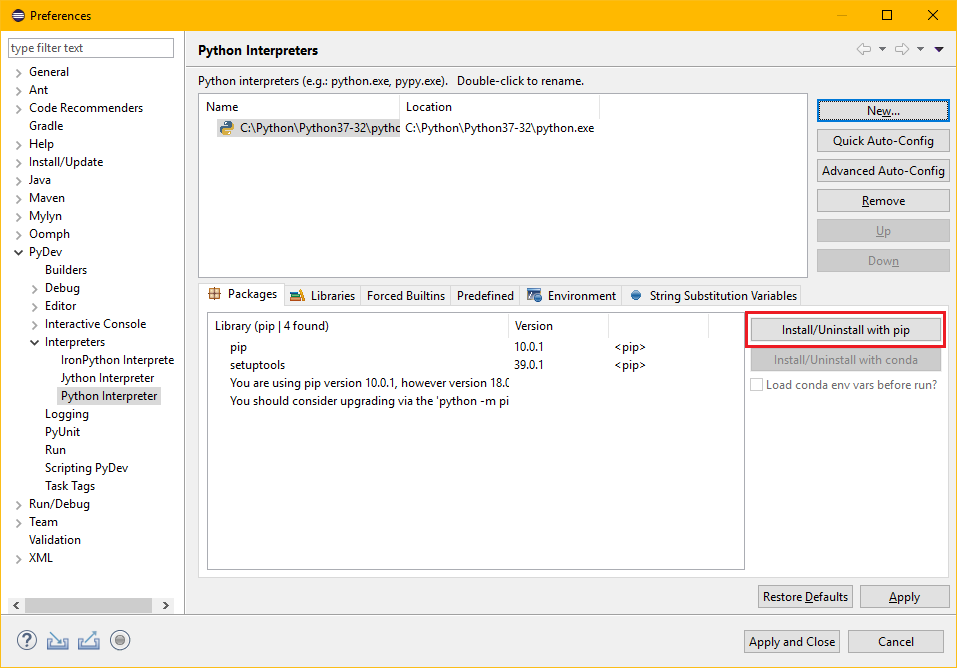 Preferences
type filter text
General
Ant
Code Recommenders
Gradle
Help
Install/Update
Java
Maven
Mylyn
Oomph
PyDev
Builders
Debug
Editor
Interactive Console
Interpreters
IronPython Interprete
Jython Interpreter
Python Interpreter
Logging
PyUnit
Run
Scripting PyDev
Task Tags
Run/Debug
Team
Validation
XML
Python Interpreters
Python interpreters (e.g.: python.exe, pypy.exe).   Double-click to rename.
Name Location
C:\Python\Python37-32\pytho C:\Python\Python37-32\python.exe
New...
Quick Auto-Config
Advanced Auto-Config
Remove
Up
Down
Packages Libraries Forced Builtins Predefined Environment String Substitution Variables
Library (pip | 4 found) Version
pip 10.0.1 <pip>
setuptools 39.0.1 <pip>
You are using pip version 10.0.1, however version 18.0
You should consider upgrading via the 'python -m pi
Install/Uninstall with pip
Install/Uninstall with conda
Load conda env vars before run?
Restore Defaults Apply
Apply and Close Cancel